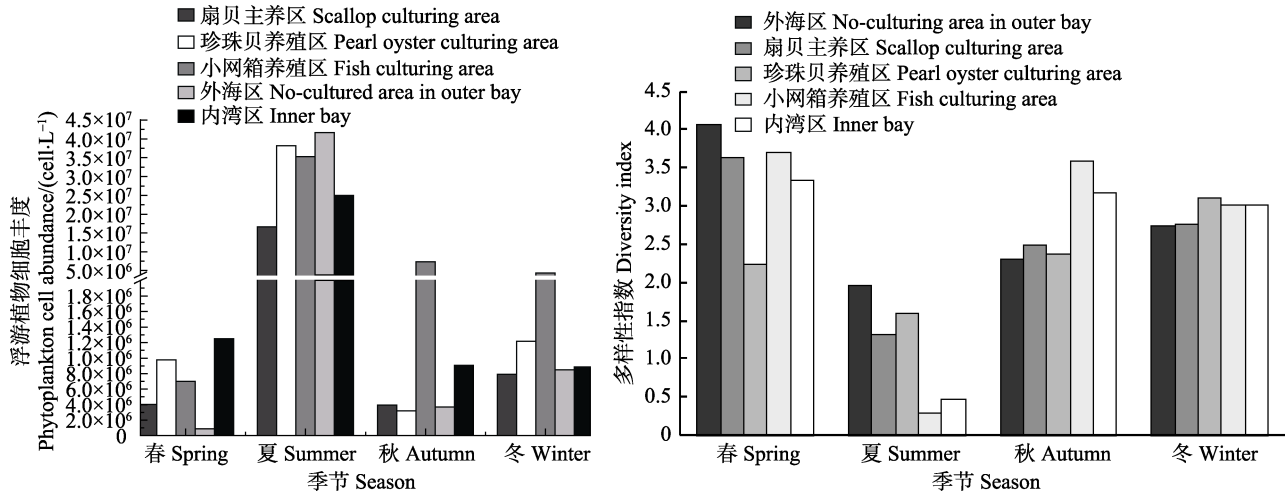 扇贝主养区 Scallop culturing area
珍珠贝养殖区 Pearl oyster culturing area
小网箱养殖区 Fish culturing area
外海区 No-cultured area in outer bay
内湾区 Inner bay
4.5×10⁷
4.0×10⁷
3.5×10⁷
3.0×10⁷
2.5×10⁷
2.0×10⁷
1.5×10⁷
1.0×10⁷
5.0×10⁶
1.8×10⁶
1.6×10⁶
1.4×10⁶
1.2×10⁶
1.0×10⁶
8.0×10⁶
6.0×10⁶
4.0×10⁶
2.0×10⁶
0
浮游植物细胞丰度
Phytoplankton cell abundance/(cell·L⁻¹)
春 Spring
夏 Summer
秋 Autumn
冬 Winter
季节 Season
外海区 No-culturing area in outer bay
扇贝主养区 Scallop culturing area
珍珠贝养殖区 Pearl oyster culturing area
小网箱养殖区 Fish culturing area
内湾区 Inner bay
4.5
4.0
3.5
3.0
2.5
2.0
1.5
1.0
0.5
0
多样性指数 Diversity index
春 Spring
夏 Summer
秋 Autumn
冬 Winter
季节 Season